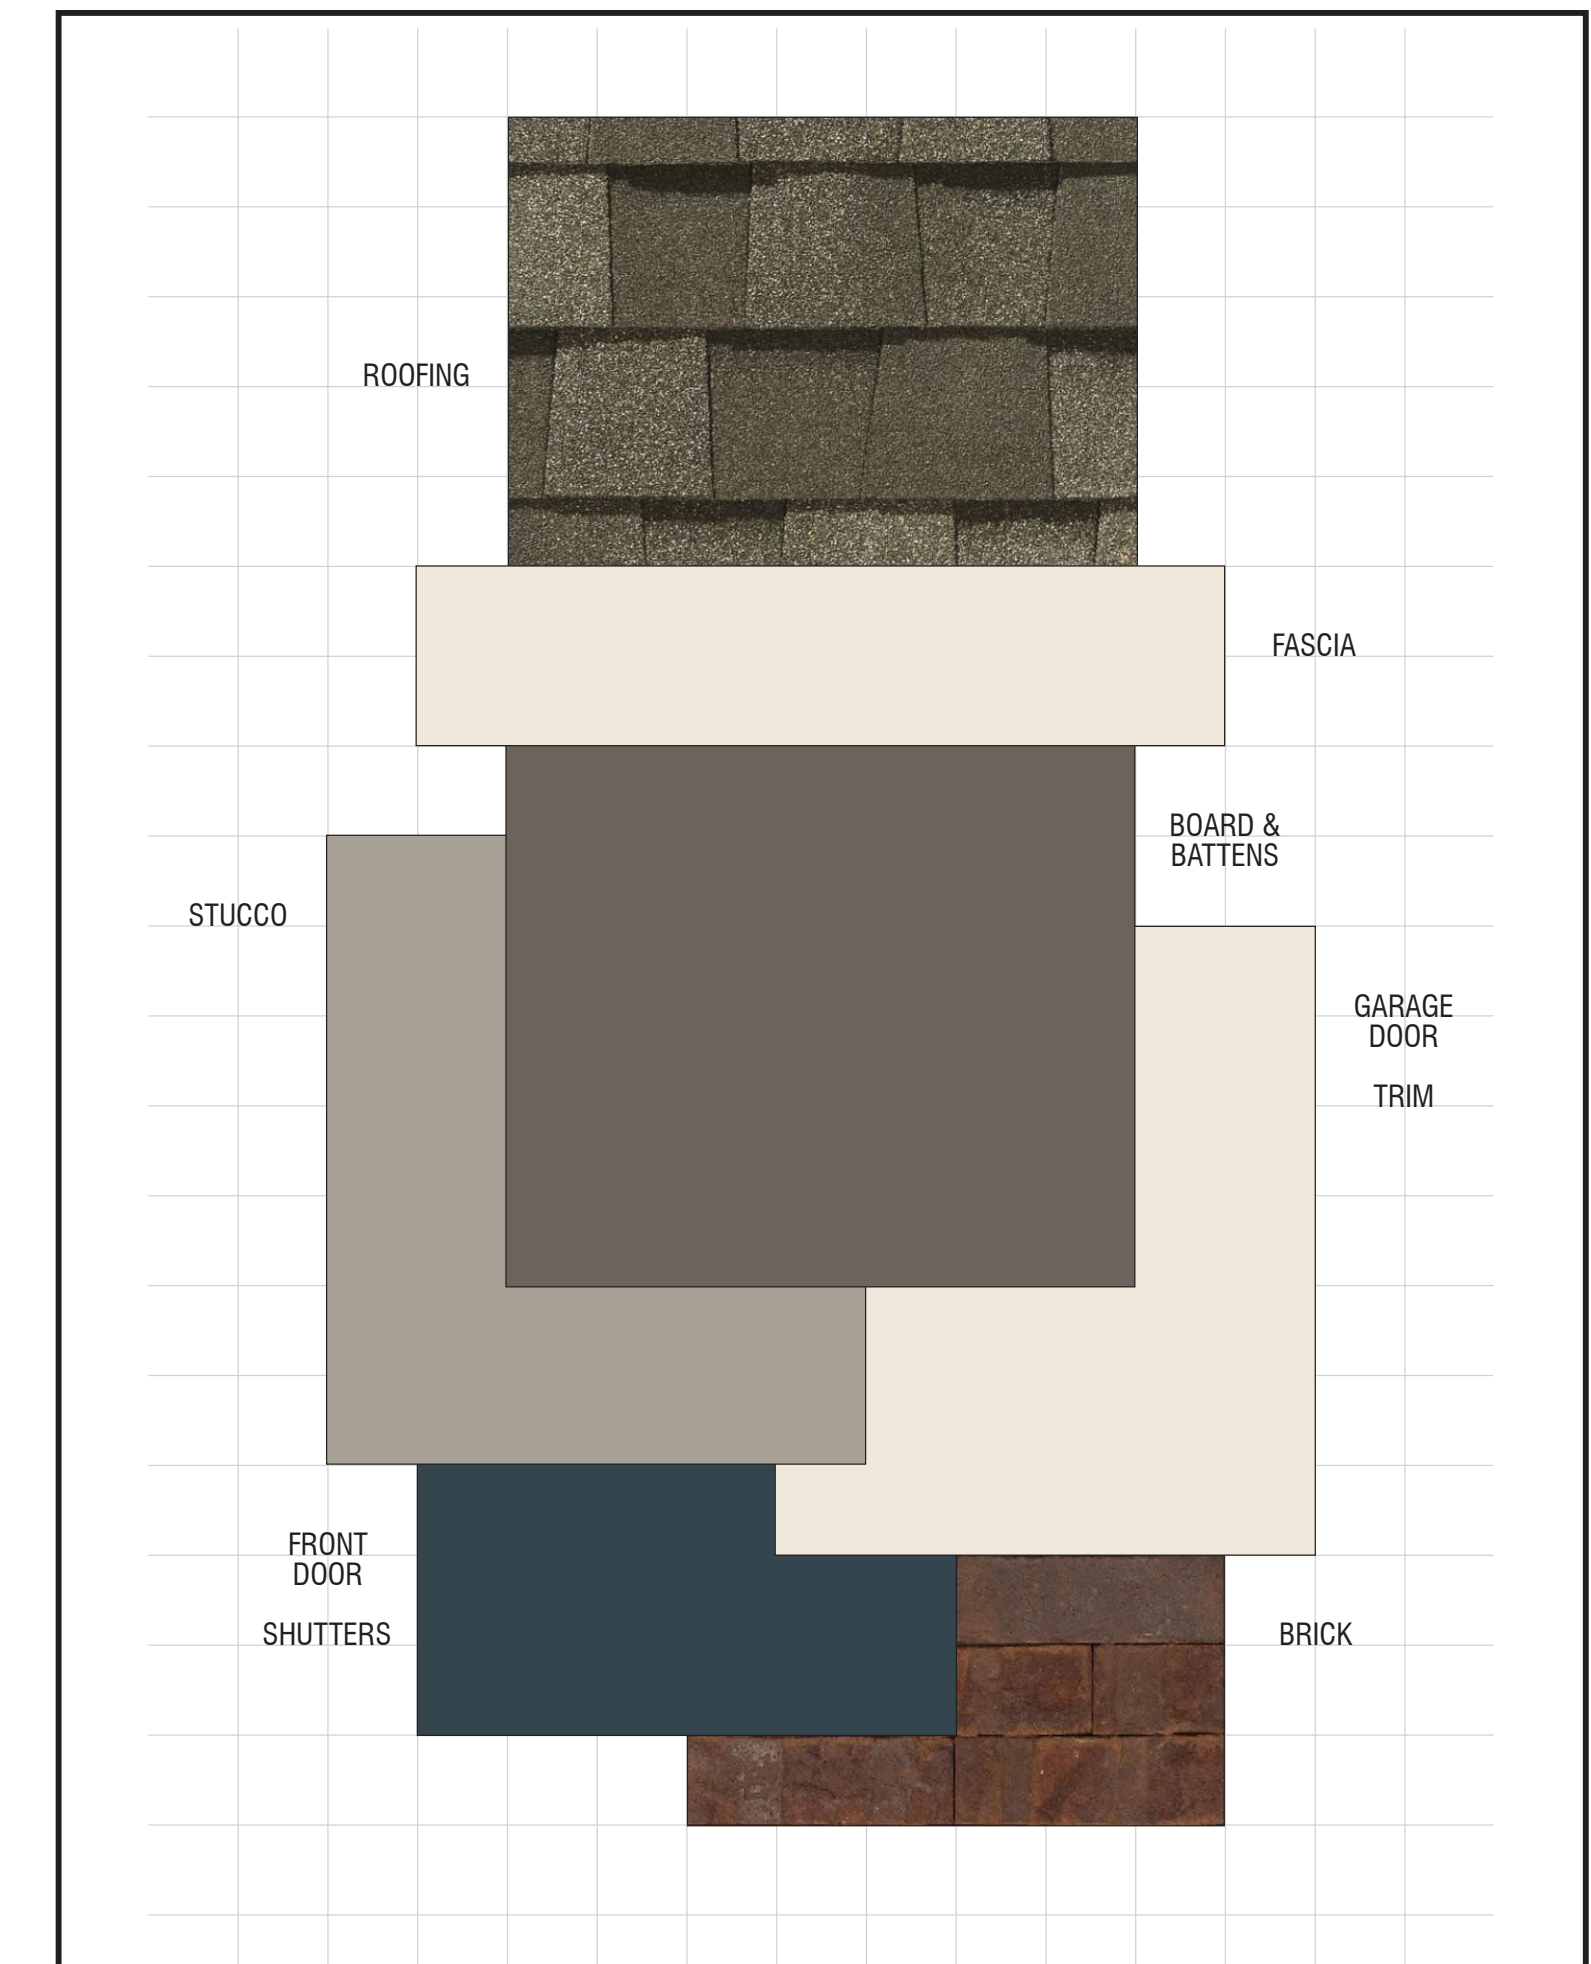 ROOFING
FASCIA
BOARD &
BATTENS
STUCCO
GARAGE
DOOR
TRIM
FRONT
DOOR
SHUTTERS
BRICK